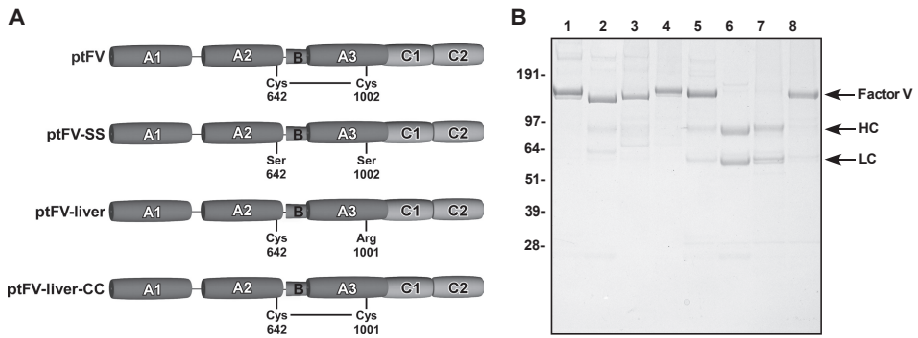 A
ptFV A1 A2 B A3 C1 C2
Cys Cys
642 1002
ptFV-SS A1 A2 B A3 C1 C2
Ser Ser
642 1002
ptFV-liver A1 A2 B A3 C1 C2
Cys Arg
642 1001
ptFV-liver-CC A1 A2 B A3 C1 C2
Cys Cys
642 1001
B
1 2 3 4 5 6 7 8
191-
Factor V
97-
HC
64-
LC
51-
39-
28-